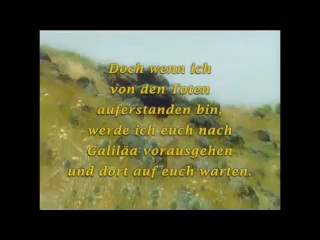 Doch wenn ich
von den Toten
auferstanden bin,
werde ich euch nach
Galiläa vorausgehen
und dort auf euch warten.